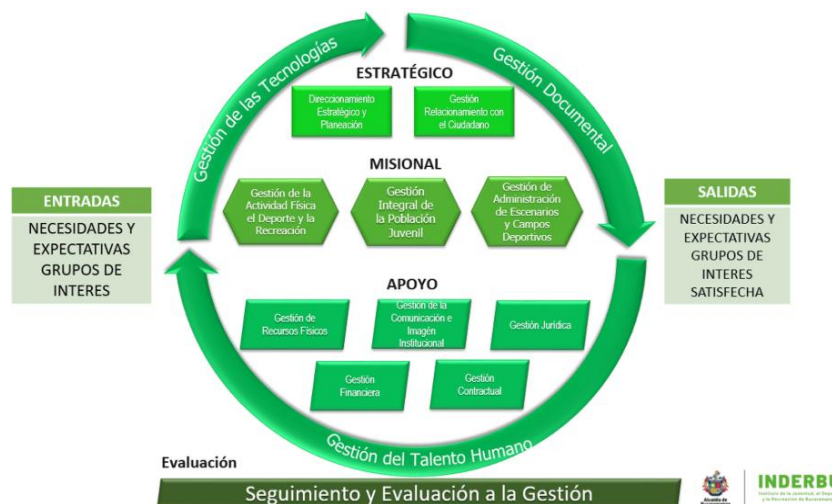 Gestión de las Tecnologías
Gestión Documental
ESTRATÉGICO
Direccionamiento
Estratégico y
Planeación
Gestión
Relacionamiento con
el Ciudadano
MISIONAL
Gestión de la
Actividad Física
el Deporte y la
Recreación
Gestión
Integral de
la Población
Juvenil
Gestión de
Administración
de Escenarios
y Campos
Deportivos
ENTRADAS
NECESIDADES Y
EXPECTATIVAS
GRUPOS DE
INTERES
SALIDAS
NECESIDADES Y
EXPECTATIVAS
GRUPOS DE
INTERES
SATISFECHA
APOYO
Gestión de
Recursos Físicos
Gestión de la
Comunicación e
Imagén
Institucional
Gestión Jurídica
Gestión
Financiera
Gestión
Contractual
Gestión del Talento Humano
Evaluación
Seguimiento y Evaluación a la Gestión
Alcaldía de
INDERB